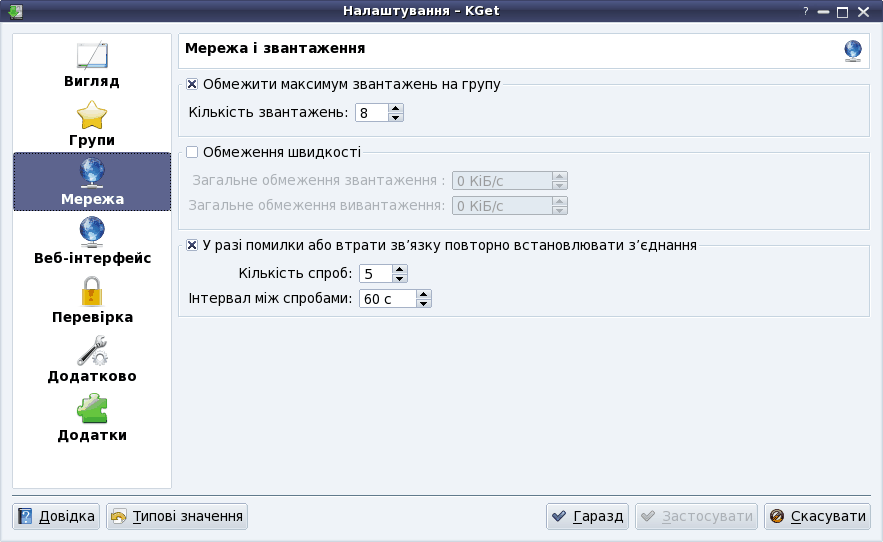 Налаштування – KGet
?
Вигляд
Групи
Мережа
Веб-інтерфейс
Перевірка
Додатково
Додатки
Мережа і звантаження
Обмежити максимум звантажень на групу
Кількість звантажень: 8
Обмеження швидкості
Загальне обмеження звантаження : 0 КіБ/с
Загальне обмеження вивантаження: 0 КіБ/с
У разі помилки або втрати зв’язку повторно встановлювати з’єднання
Кількість спроб: 5
Інтервал між спробами: 60 с
Довідка Типові значення Гаразд Застосувати Скасувати